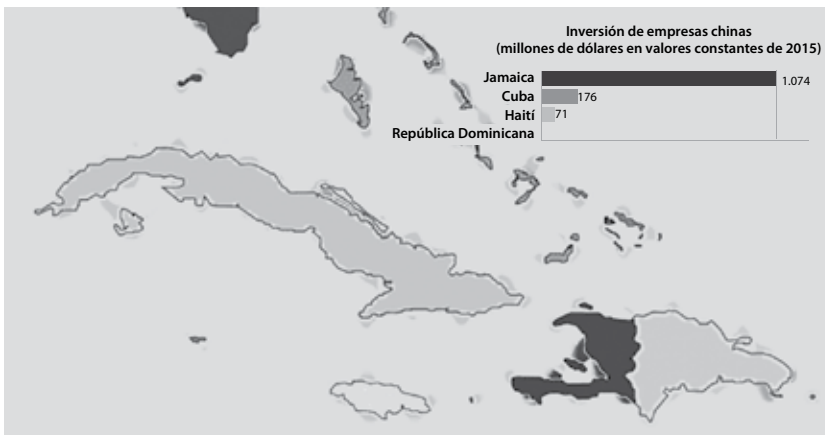 Inversión de empresas chinas
(millones de dólares en valores constantes de 2015)
Jamaica 1.074
Cuba 176
Haití 71
República Dominicana